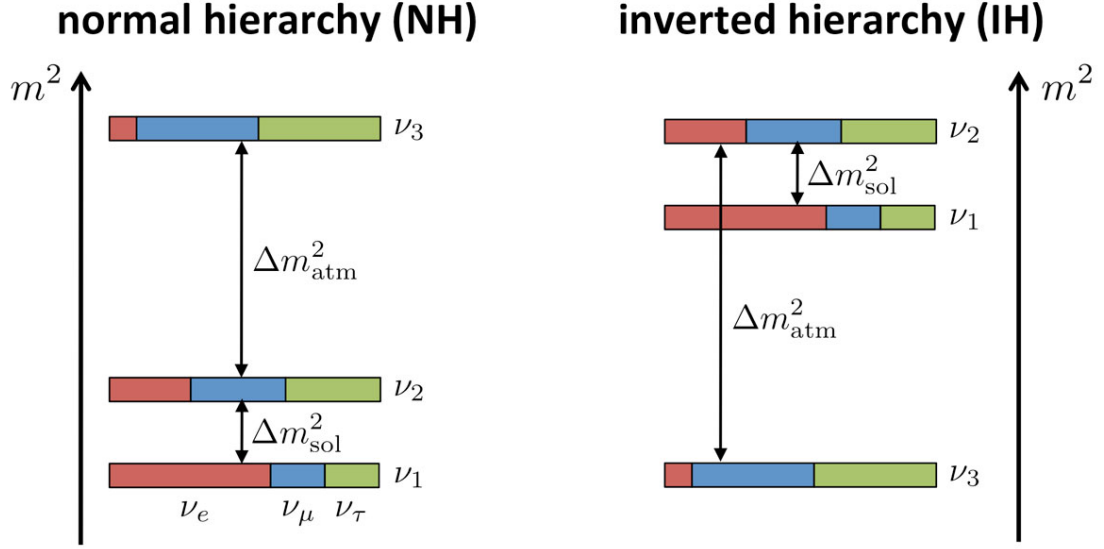 normal hierarchy (NH)
m²
ν₃
Δm²atm
ν₂
Δm²sol
ν₁
νₑ νμ ντ
inverted hierarchy (IH)
m²
ν₂
Δm²sol
ν₁
Δm²atm
ν₃